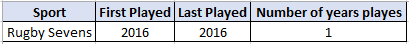 Sport First Played Last Played Number of years playes
Rugby Sevens 2016 2016 1